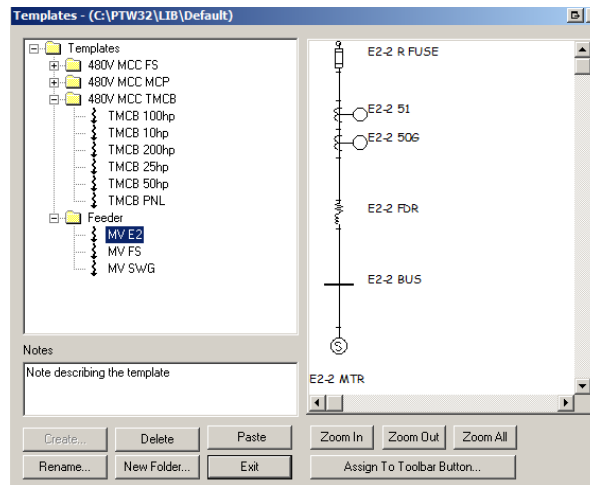 Templates - (C:\PTW32\LIB\Default)
Templates
480V MCC FS
480V MCC MCP
480V MCC TMCB
TMCB 100hp
TMCB 10hp
TMCB 200hp
TMCB 25hp
TMCB 50hp
TMCB PNL
Feeder
MV E2
MV FS
MV SWG
E2-2 R FUSE
E2-2 51
E2-2 50G
E2-2 FDR
E2-2 BUS
S
E2-2 MTR
Notes
Note describing the template
Create... Delete Paste Zoom In Zoom Out Zoom All
Rename... New Folder... Exit Assign To Toolbar Button...